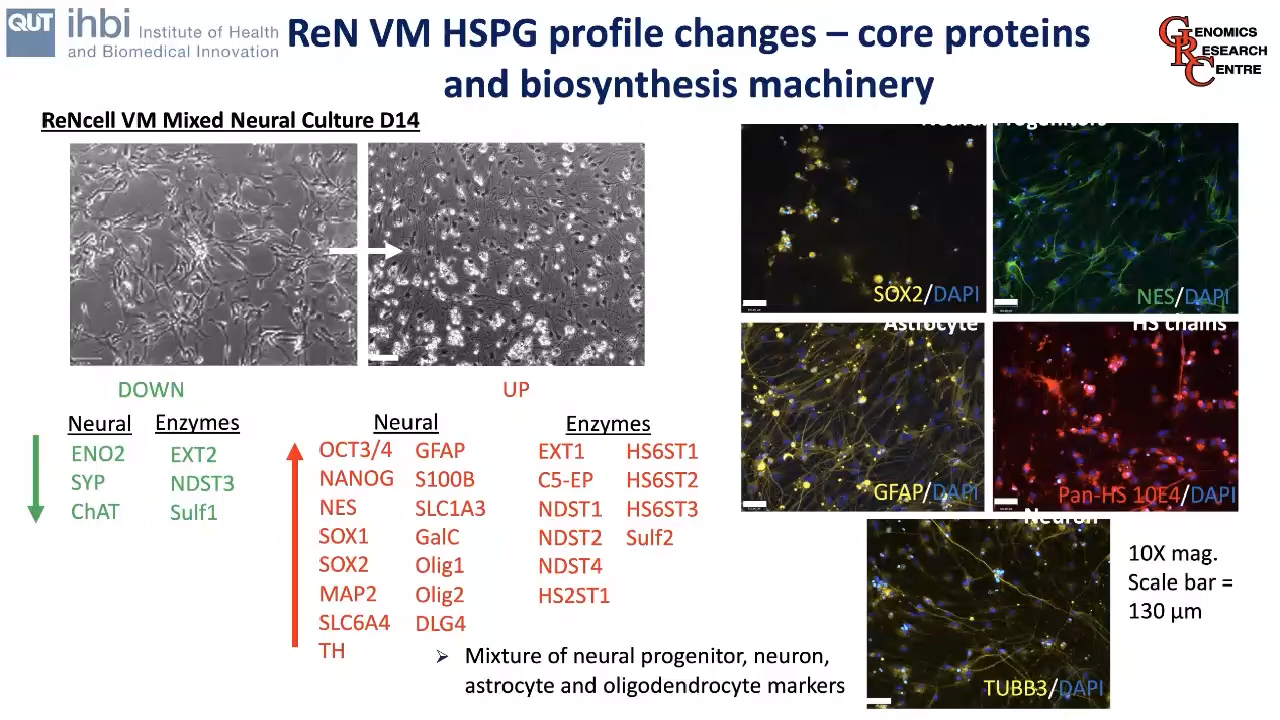 QUT
ihbi Institute of Health
and Biomedical Innovation
ReN VM HSPG profile changes – core proteins
and biosynthesis machinery
GENOMICS
RESEARCH
CENTRE
ReNcell VM Mixed Neural Culture D14
Neural Progenitors
SOX2/DAPI
NES/DAPI
Astrocyte
HS chains
GFAP/DAPI
Pan-HS 10E4/DAPI
Neuron
TUBB3/DAPI
10X mag.
Scale bar =
130 µm
DOWN
Neural
ENO2
SYP
ChAT
Enzymes
EXT2
NDST3
Sulf1
UP
Neural
OCT3/4
NANOG
NES
SOX1
SOX2
MAP2
SLC6A4
TH
GFAP
S100B
SLC1A3
GalC
Olig1
Olig2
DLG4
Enzymes
EXT1
C5-EP
NDST1
NDST2
NDST4
HS2ST1
HS6ST1
HS6ST2
HS6ST3
Sulf2
➢ Mixture of neural progenitor, neuron,
astrocyte and oligodendrocyte markers